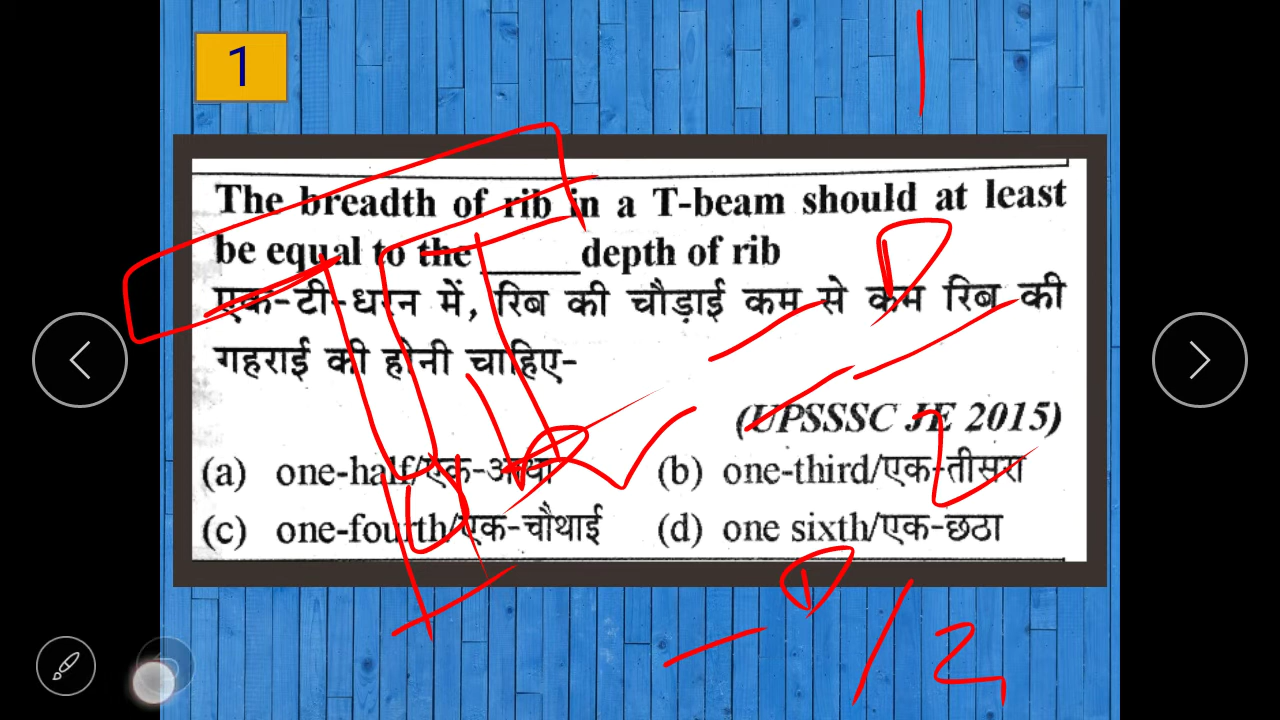 1
The breadth of rib in a T-beam should at least
be equal to the _____ depth of rib
एक-टी-धरन में, रिब की चौड़ाई कम से कम रिब की
गहराई की होनी चाहिए-
(UPSSSC JE 2015)
(a) one-half/एक-आधा (b) one-third/एक-तीसरा
(c) one-fourth/एक-चौथाई (d) one sixth/एक-छठा
D/2